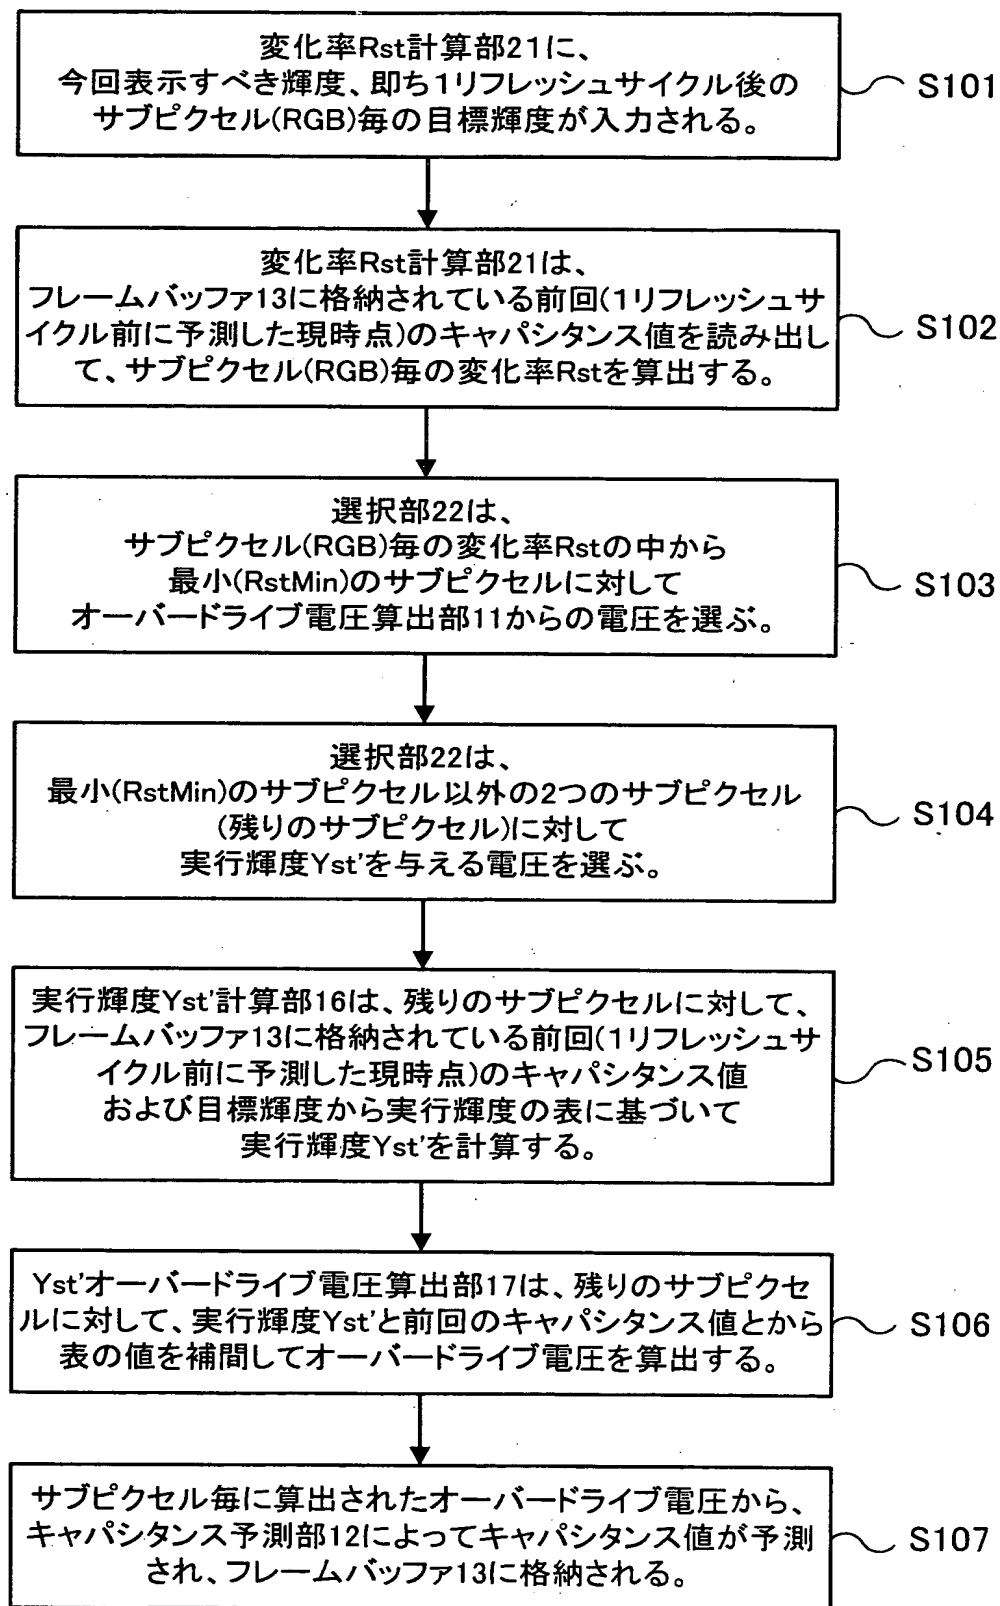 変化率Rst計算部21に、
今回表示すべき輝度、即ち1リフレッシュサイクル後の
サブピクセル(RGB)毎の目標輝度が入力される。
S101
変化率Rst計算部21は、
フレームバッファ13に格納されている前回(1リフレッシュサ
イクル前に予測した現時点)のキャパシタンス値を読み出し
て、サブピクセル(RGB)毎の変化率Rstを算出する。
S102
選択部22は、
サブピクセル(RGB)毎の変化率Rstの中から
最小(RstMin)のサブピクセルに対して
オーバードライブ電圧算出部11からの電圧を選ぶ。
S103
選択部22は、
最小(RstMin)のサブピクセル以外の2つのサブピクセル
(残りのサブピクセル)に対して
実行輝度Yst'を与える電圧を選ぶ。
S104
実行輝度Yst'計算部16は、残りのサブピクセルに対して、
フレームバッファ13に格納されている前回(1リフレッシュサ
イクル前に予測した現時点)のキャパシタンス値
および目標輝度から実行輝度の表に基づいて
実行輝度Yst'を計算する。
S105
Yst'オーバードライブ電圧算出部17は、残りのサブピクセ
ルに対して、実行輝度Yst'と前回のキャパシタンス値とから
表の値を補間してオーバードライブ電圧を算出する。
S106
サブピクセル毎に算出されたオーバードライブ電圧から、
キャパシタンス予測部12によってキャパシタンス値が予測
され、フレームバッファ13に格納される。
S107